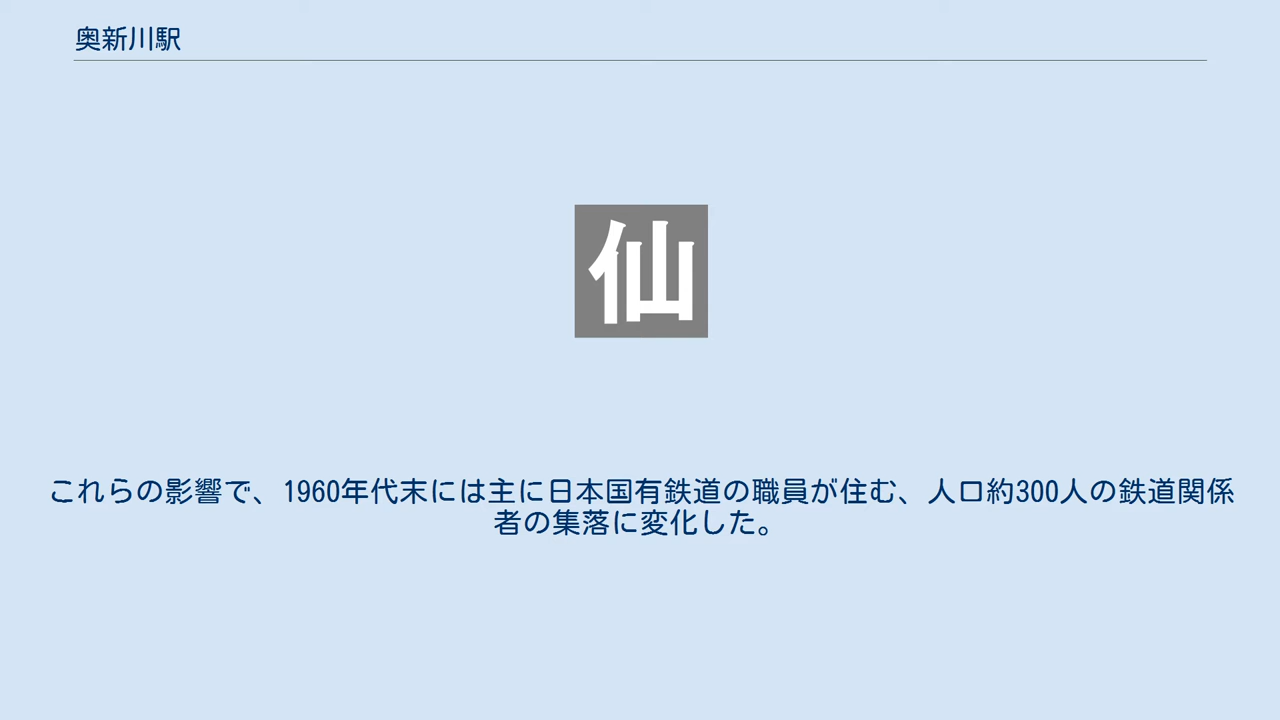 奥新川駅
仙
これらの影響で、1960年代末には主に日本国有鉄道の職員が住む、人口約300人の鉄道関係
者の集落に変化した。